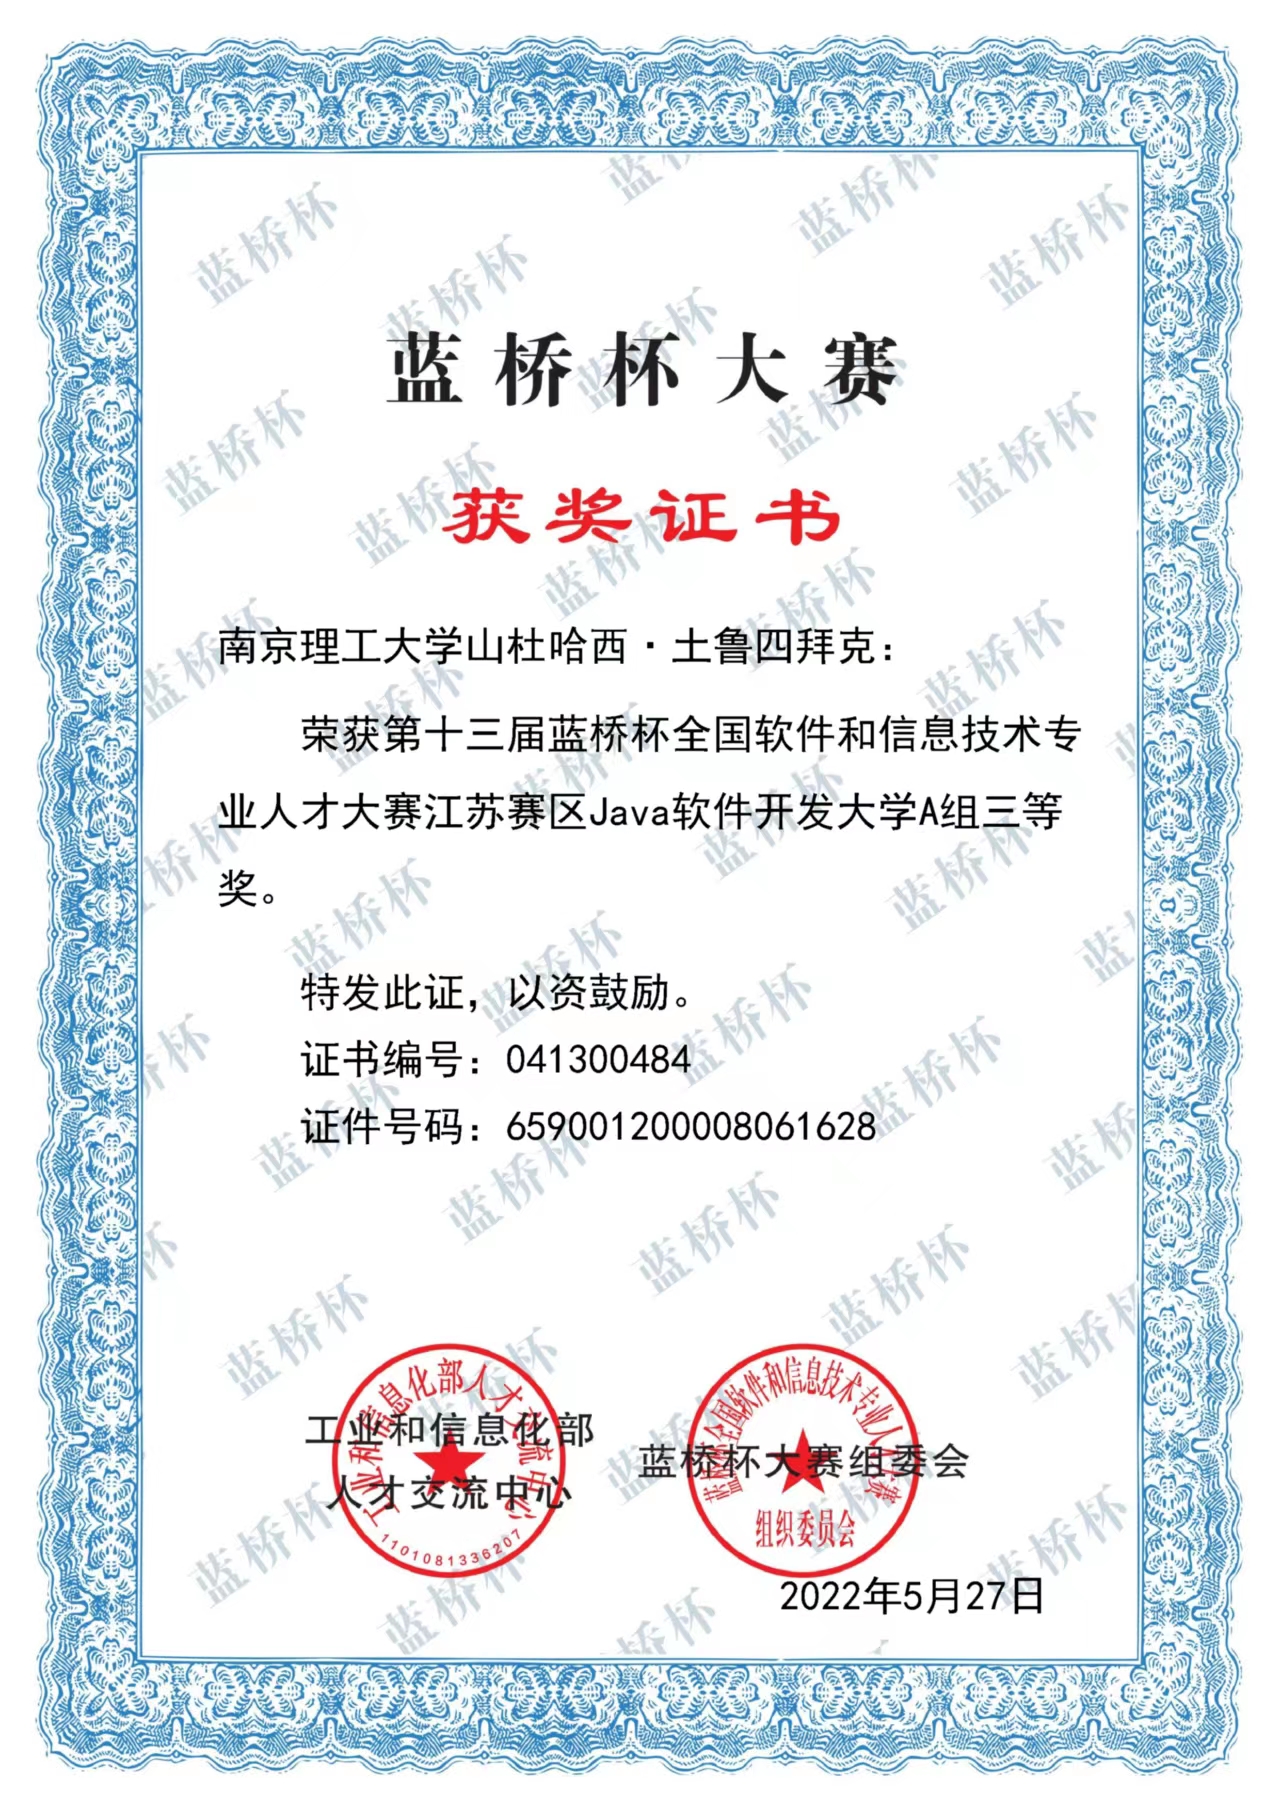 蓝桥杯大赛
获奖证书
南京理工大学山杜哈西·土鲁四拜克：
荣获第十三届蓝桥杯全国软件和信息技术专
业人才大赛江苏赛区Java软件开发大学A组三等
奖。
特发此证，以资鼓励。
证书编号：041300484
证件号码：659001200008061628
工业和信息化部
人才交流中心
工业和信息化部人才交流中心
1101081336207
蓝桥杯大赛组委会
蓝桥杯全国软件和信息技术专业人才大赛
组织委员会
2022年5月27日
蓝桥杯